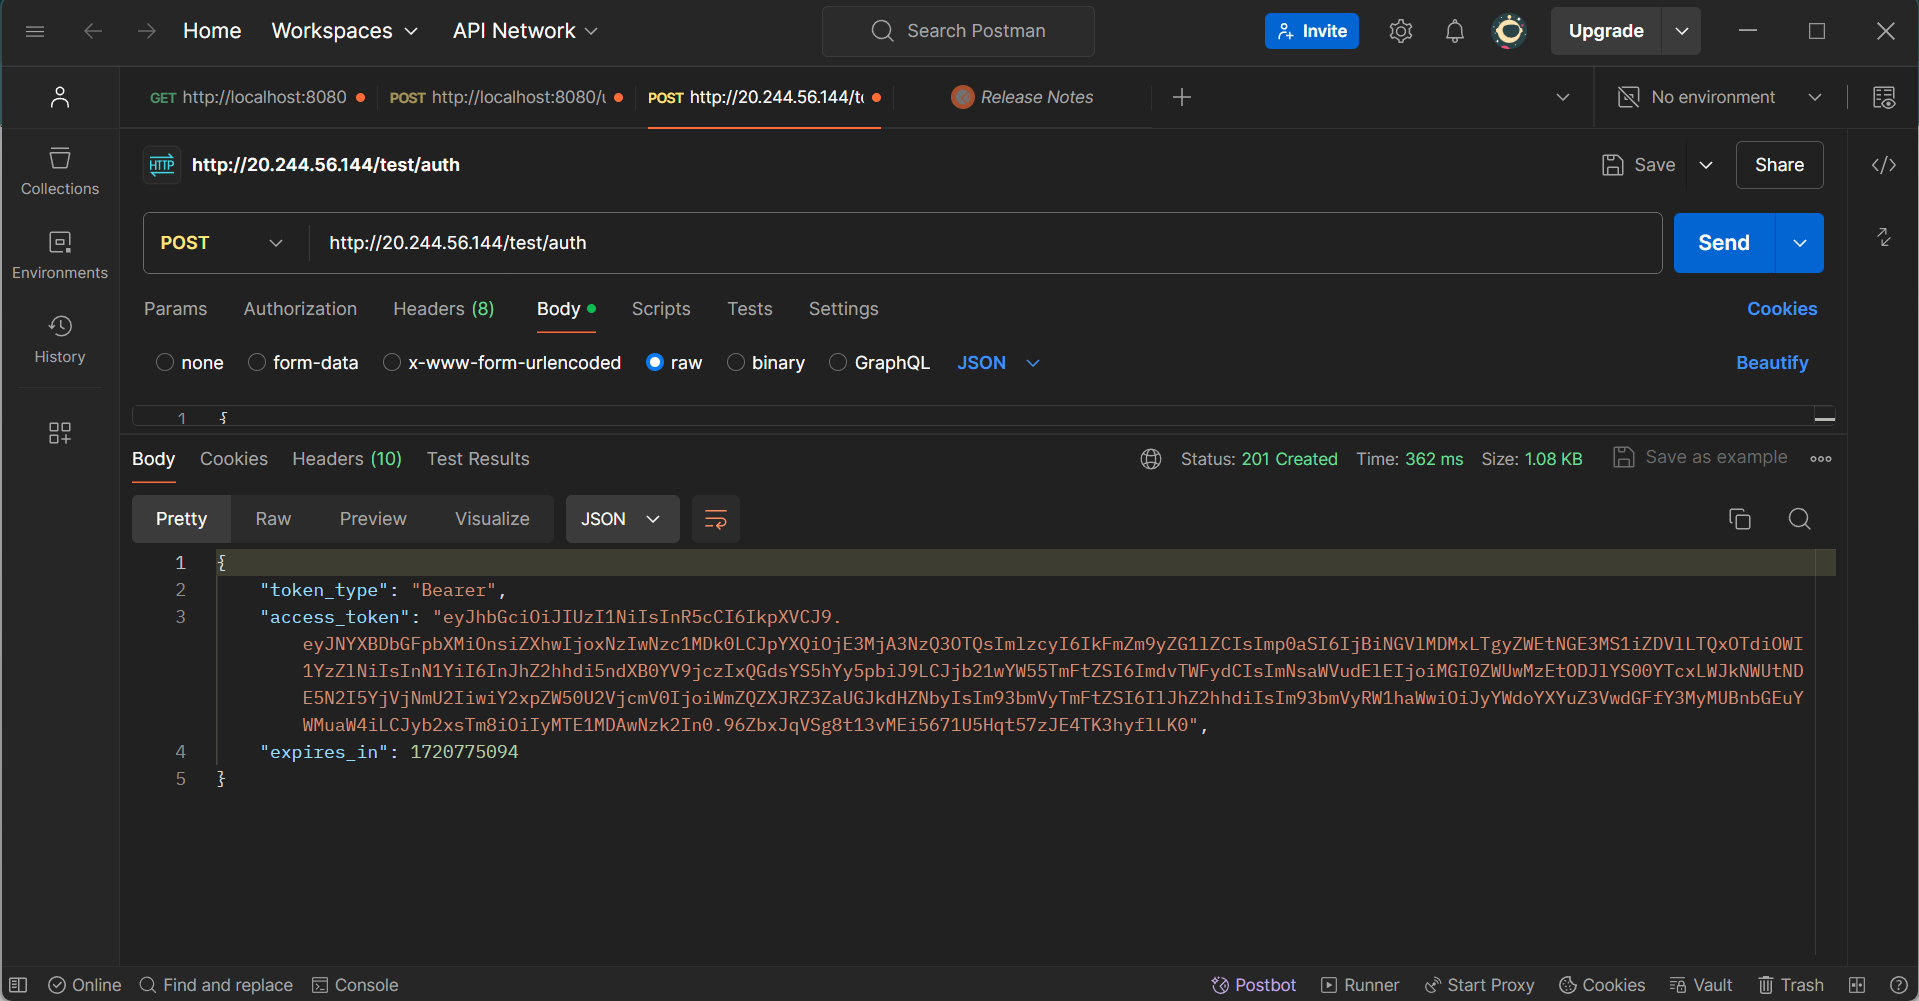 Home Workspaces API Network Search Postman Invite Upgrade
GET http://localhost:8080 POST http://localhost:8080/u POST http://20.244.56.144/te Release Notes No environment
HTTP http://20.244.56.144/test/auth Save Share
POST http://20.244.56.144/test/auth Send
Params Authorization Headers (8) Body Scripts Tests Settings Cookies
none form-data x-www-form-urlencoded raw binary GraphQL JSON Beautify
1 {
Collections
Environments
History
Body Cookies Headers (10) Test Results Status: 201 Created Time: 362 ms Size: 1.08 KB Save as example
Pretty Raw Preview Visualize JSON
1 {
2 "token_type": "Bearer",
3 "access_token": "eyJhbGciOiJIUzI1NiIsInR5cCI6IkpXVCJ9.
eyJNYXBDbGFpbXMiOnsiZXhwIjoxNzIwNzc1MDk0LCJpYXQiOjE3MjA3NzQ3OTQsImlzcyI6IkFmZm9yZG1lZCIsImp0aSI6IjBiNGVlMDMxLTgyZWEtNGE3MS1iZDVlLTQxOTdiOWI
1YzZlNiIsInN1YiI6InJhZ2hhdi5ndXB0YV9jczIxQGdsYS5hYy5pbiJ9LCJjb21wYW55TmFtZSI6ImdvTWFydCIsImNsaWVudElEIjoiMGI0ZWUwMzEtODJlYS00YTcxLWJkNWUtND
E5N2I5YjVjNmU2IiwiY2xpZW50U2VjcmV0IjoiWmZQZXJRZ3ZaUGJkdHZNbyIsIm93bmVyTmFtZSI6IlJhZ2hhdiIsIm93bmVyRW1haWwiOiJyYWdoYXYuZ3VwdGFfY3MyMUBnbGEuY
WMuaW4iLCJyb2xsTm8iOiIyMTE1MDAwNzk2In0.96ZbxJqVSg8t13vMEi5671U5Hqt57zJE4TK3hyflLK0",
4 "expires_in": 1720775094
5 }
Online Find and replace Console Postbot Runner Start Proxy Cookies Vault Trash